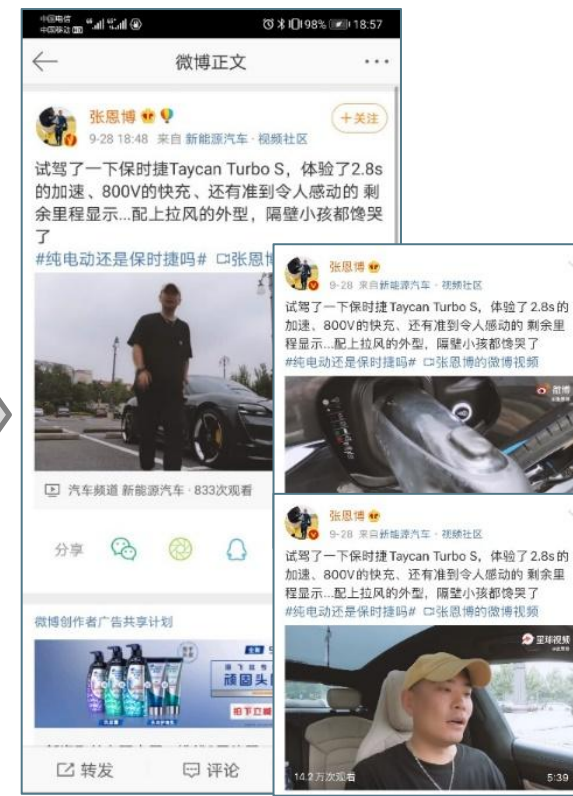 中国电信
中国移动 HD
98% 18:57
微博正文
张恩博
+关注
9-28 18:48 来自 新能源汽车·视频社区
试驾了一下保时捷Taycan Turbo S，体验了2.8s
的加速、800V的快充、还有准到令人感动的 剩
余里程显示...配上拉风的外型，隔壁小孩都馋哭
了
#纯电动还是保时捷吗# 张恩博
汽车频道 新能源汽车·833次观看
分享
微博创作者广告共享计划
顽固头
拍下立减
转发
评论
张恩博
9-28 来自新能源汽车·视频社区
试驾了一下保时捷Taycan Turbo S，体验了2.8s的
加速、800V的快充、还有准到令人感动的 剩余里
程显示...配上拉风的外型，隔壁小孩都馋哭了
#纯电动还是保时捷吗# 张恩博的微博视频
微博
张恩博
9-28 来自新能源汽车·视频社区
试驾了一下保时捷Taycan Turbo S，体验了2.8s的
加速、800V的快充、还有准到令人感动的 剩余里
程显示...配上拉风的外型，隔壁小孩都馋哭了
#纯电动还是保时捷吗# 张恩博的微博视频
星球视频
14.2万次观看
5:39